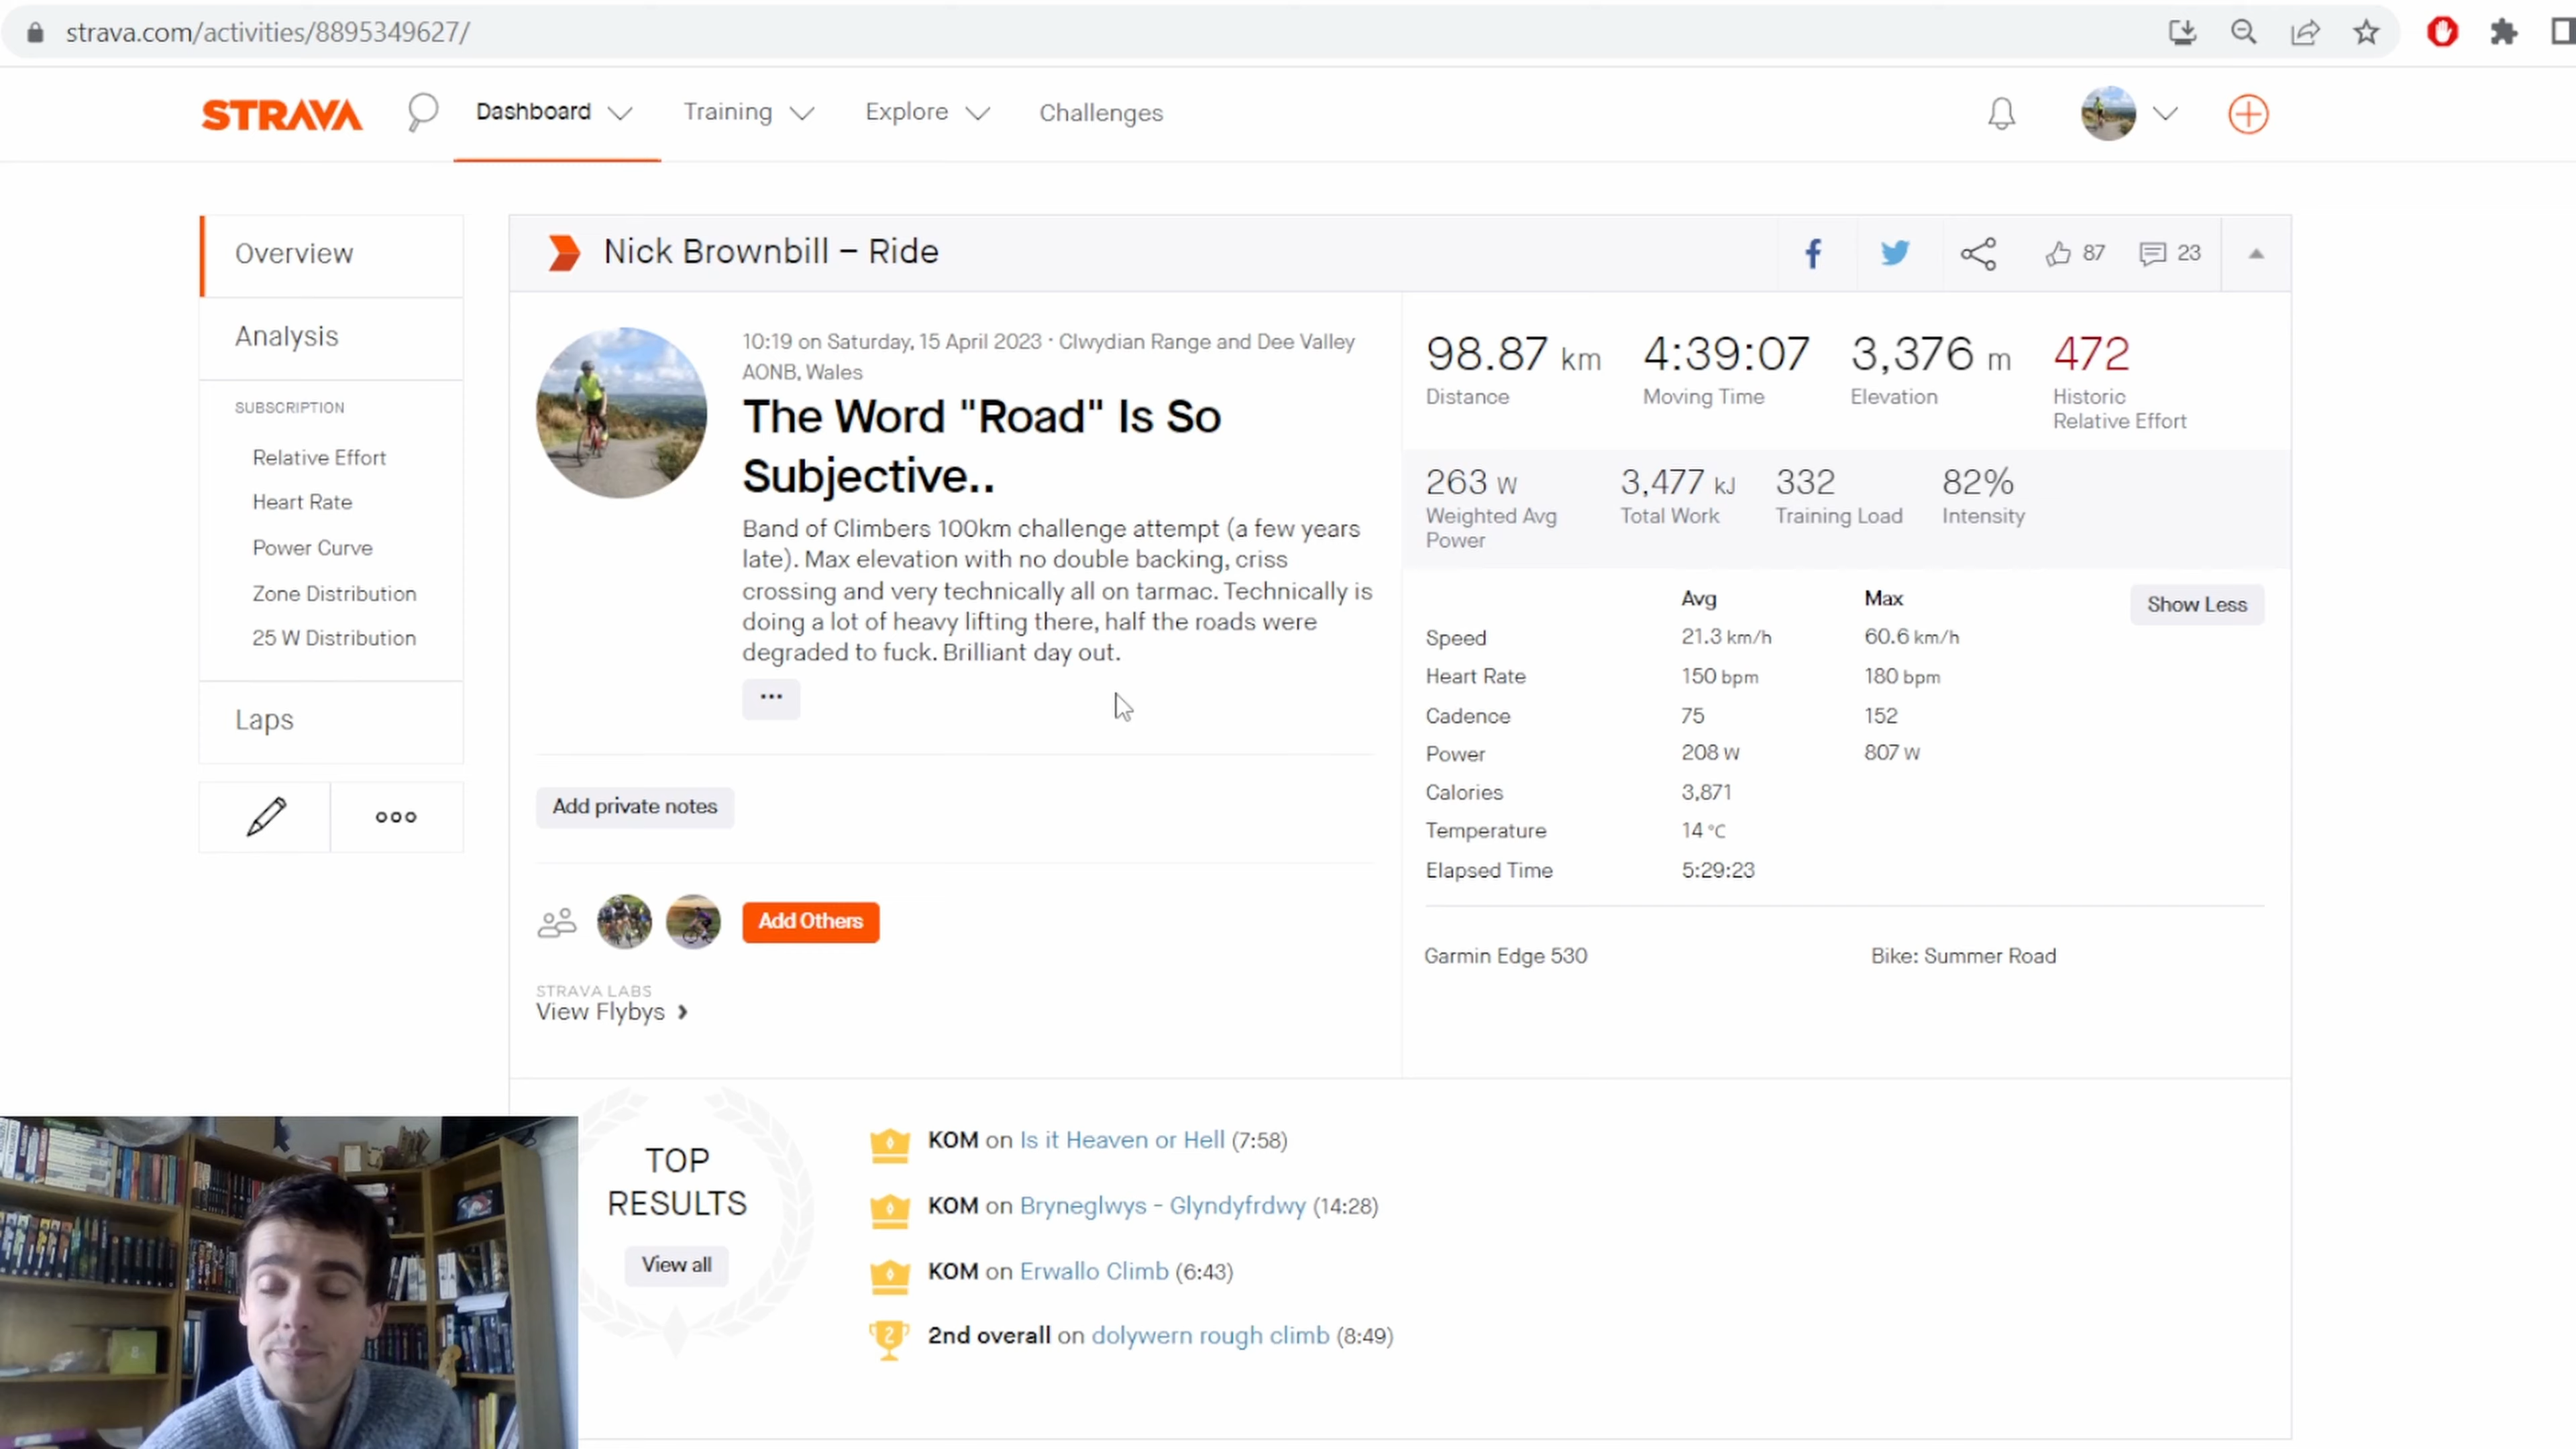 strava.com/activities/8895349627/
STRAVA Dashboard Training Explore Challenges
Overview
Analysis
SUBSCRIPTION
Relative Effort
Heart Rate
Power Curve
Zone Distribution
25 W Distribution
Laps
Nick Brownbill – Ride
87 23
10:19 on Saturday, 15 April 2023 · Clwydian Range and Dee Valley
AONB, Wales
The Word "Road" Is So
Subjective..
Band of Climbers 100km challenge attempt (a few years
late). Max elevation with no double backing, criss
crossing and very technically all on tarmac. Technically is
doing a lot of heavy lifting there, half the roads were
degraded to fuck. Brilliant day out.
Add private notes
Add Others
STRAVA LABS
View Flybys
98.87 km 4:39:07 3,376 m 472
Distance Moving Time Elevation Historic
Relative Effort
263 W 3,477 kJ 332 82%
Weighted Avg Total Work Training Load Intensity
Power
Avg Max Show Less
Speed 21.3 km/h 60.6 km/h
Heart Rate 150 bpm 180 bpm
Cadence 75 152
Power 208 W 807 W
Calories 3,871
Temperature 14 °C
Elapsed Time 5:29:23
Garmin Edge 530 Bike: Summer Road
TOP
RESULTS
View all
KOM on Is it Heaven or Hell (7:58)
KOM on Bryneglwys - Glyndyfrdwy (14:28)
KOM on Erwallo Climb (6:43)
2 2nd overall on dolywern rough climb (8:49)